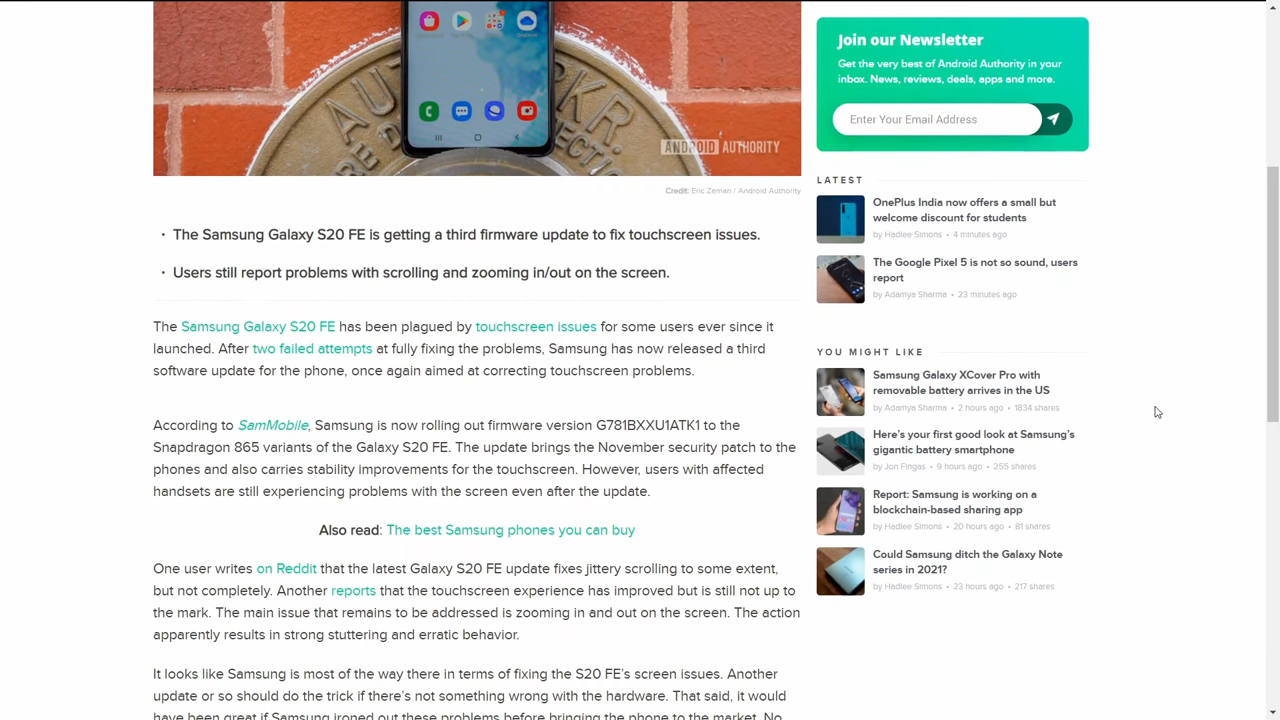 ANDROID AUTHORITY
Credit: Eric Zeman / Android Authority
· The Samsung Galaxy S20 FE is getting a third firmware update to fix touchscreen issues.
· Users still report problems with scrolling and zooming in/out on the screen.
The Samsung Galaxy S20 FE has been plagued by touchscreen issues for some users ever since it
launched. After two failed attempts at fully fixing the problems, Samsung has now released a third
software update for the phone, once again aimed at correcting touchscreen problems.
According to SamMobile, Samsung is now rolling out firmware version G781BXXU1ATK1 to the
Snapdragon 865 variants of the Galaxy S20 FE. The update brings the November security patch to the
phones and also carries stability improvements for the touchscreen. However, users with affected
handsets are still experiencing problems with the screen even after the update.
Also read: The best Samsung phones you can buy
One user writes on Reddit that the latest Galaxy S20 FE update fixes jittery scrolling to some extent,
but not completely. Another reports that the touchscreen experience has improved but is still not up to
the mark. The main issue that remains to be addressed is zooming in and out on the screen. The action
apparently results in strong stuttering and erratic behavior.
It looks like Samsung is most of the way there in terms of fixing the S20 FE's screen issues. Another
update or so should do the trick if there's not something wrong with the hardware. That said, it would
have been great if Samsung ironed out these problems before bringing the phone to the market. No
Join our Newsletter
Get the very best of Android Authority in your
inbox. News, reviews, deals, apps and more.
Enter Your Email Address
LATEST
OnePlus India now offers a small but
welcome discount for students
by Hadlee Simons • 4 minutes ago
The Google Pixel 5 is not so sound, users
report
by Adamya Sharma • 23 minutes ago
YOU MIGHT LIKE
Samsung Galaxy XCover Pro with
removable battery arrives in the US
by Adamya Sharma • 2 hours ago • 1834 shares
Here's your first good look at Samsung's
gigantic battery smartphone
by Jon Fingas • 9 hours ago • 255 shares
Report: Samsung is working on a
blockchain-based sharing app
by Hadlee Simons • 20 hours ago • 81 shares
Could Samsung ditch the Galaxy Note
series in 2021?
by Hadlee Simons • 23 hours ago • 217 shares